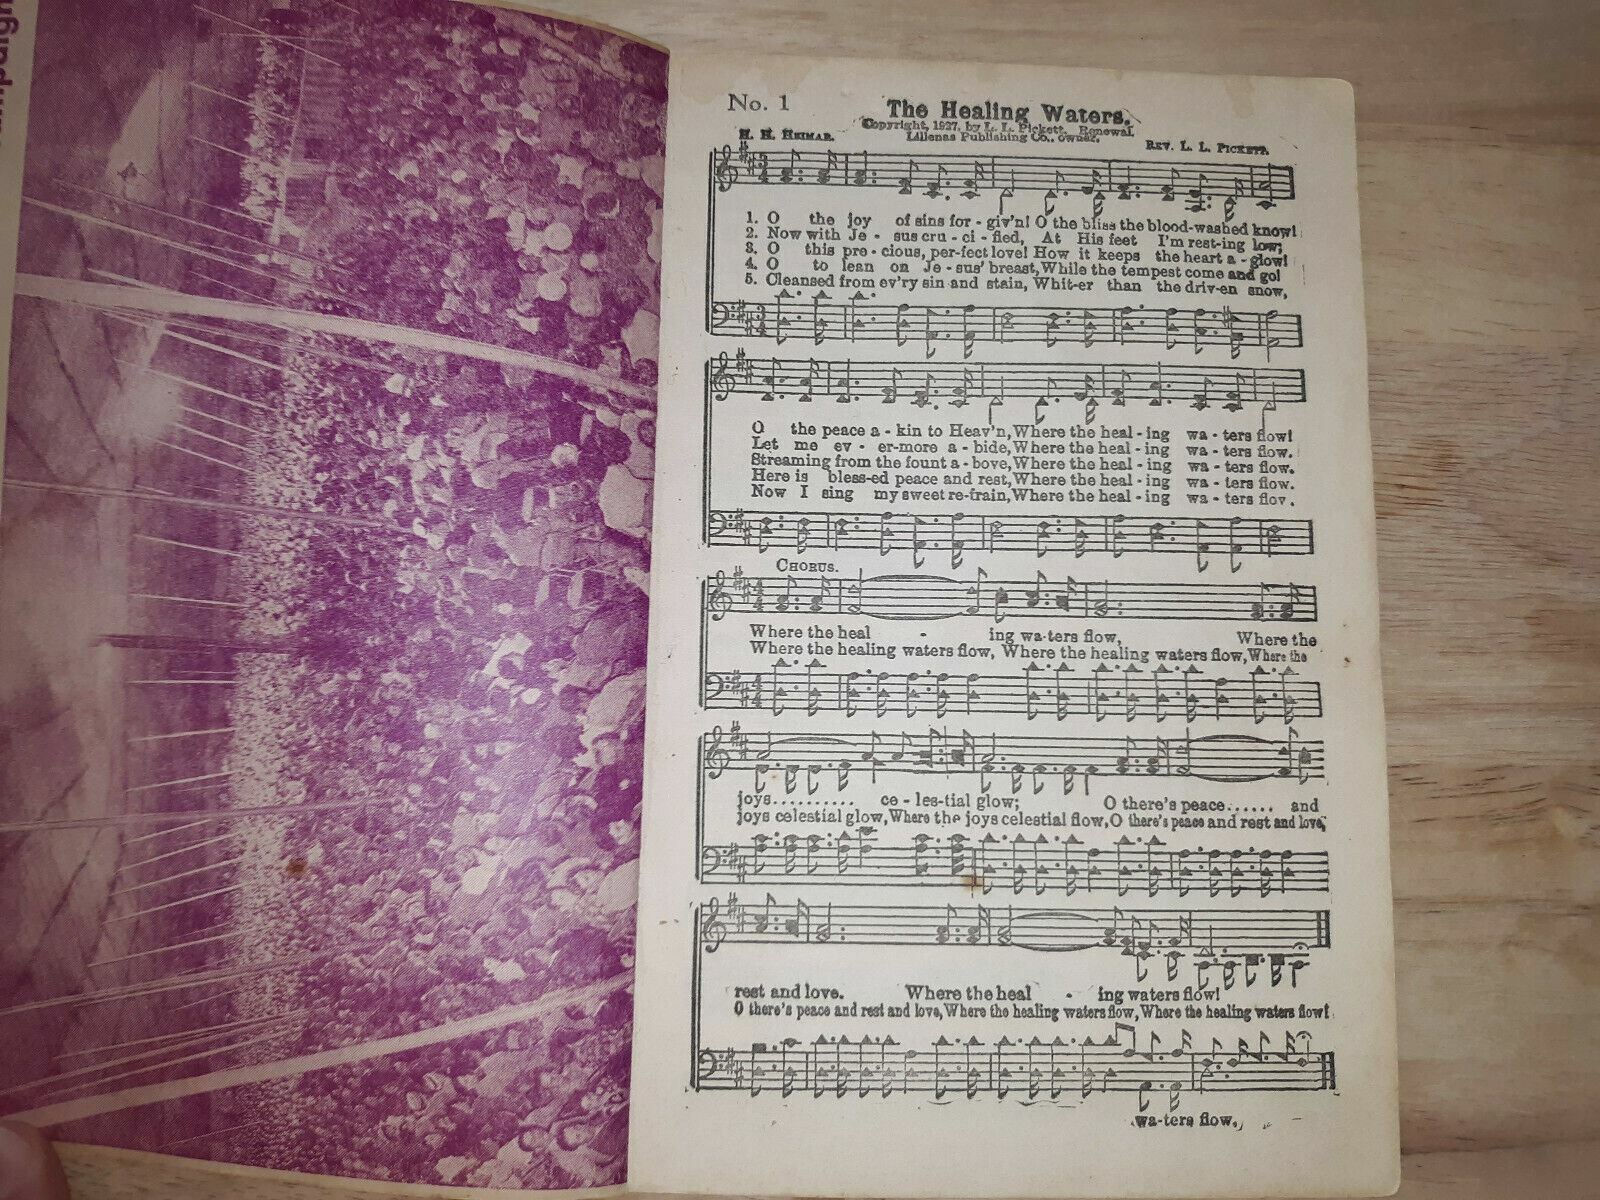 No. 1
The Healing Waters.
Copyright, 1927, by L. L. Pickett. Renewal.
Lillenas Publishing Co., owner.
H. H. HEIMAR.
REV. L. L. PICKETT.
1. O the joy of sins for - giv'n! O the bliss the blood-washed know!
2. Now with Je - sus cru - ci - fied, At His feet I'm rest-ing low;
3. O this pre - cious, per-fect love! How it keeps the heart a - glow!
4. O to lean on Je - sus' breast, While the tempest come and go!
5. Cleansed from ev'ry sin and stain, Whit-er than the driv-en snow,
O the peace a - kin to Heav'n, Where the heal - ing wa - ters flow!
Let me ev - er-more a - bide, Where the heal - ing wa - ters flow.
Streaming from the fount a - bove, Where the heal - ing wa - ters flow.
Here is bless-ed peace and rest, Where the heal - ing wa - ters flow.
Now I sing my sweet re-frain, Where the heal - ing wa - ters flow.
CHORUS.
Where the heal - ing wa-ters flow, Where the
Where the healing waters flow, Where the healing waters flow, Where the
joys.......... ce - les-tial glow; O there's peace...... and
joys celestial glow, Where the joys celestial flow, O there's peace and rest and love,
rest and love. Where the heal - ing waters flow!
O there's peace and rest and love, Where the healing waters flow, Where the healing waters flow!
wa-ters flow.